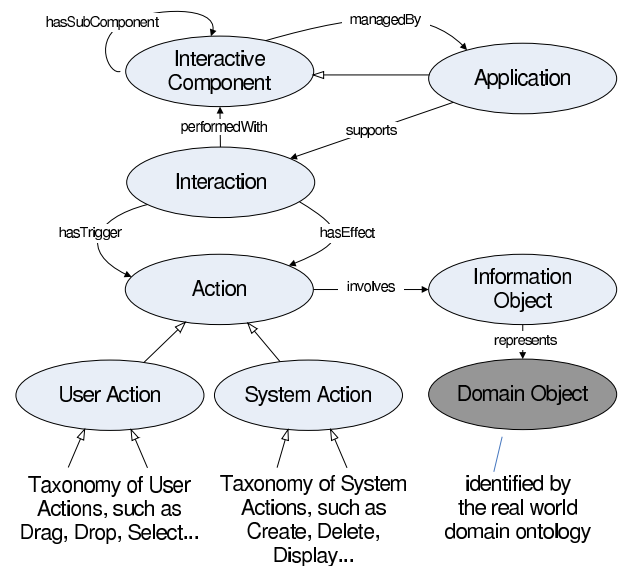 hasSubComponent
managedBy
Interactive
Component
Application
performedWith
supports
Interaction
hasTrigger
hasEffect
Action
involves
Information
Object
represents
User Action
System Action
Domain Object
Taxonomy of User
Actions, such as
Drag, Drop, Select...
Taxonomy of System
Actions, such as
Create, Delete,
Display...
identified by
the real world
domain ontology